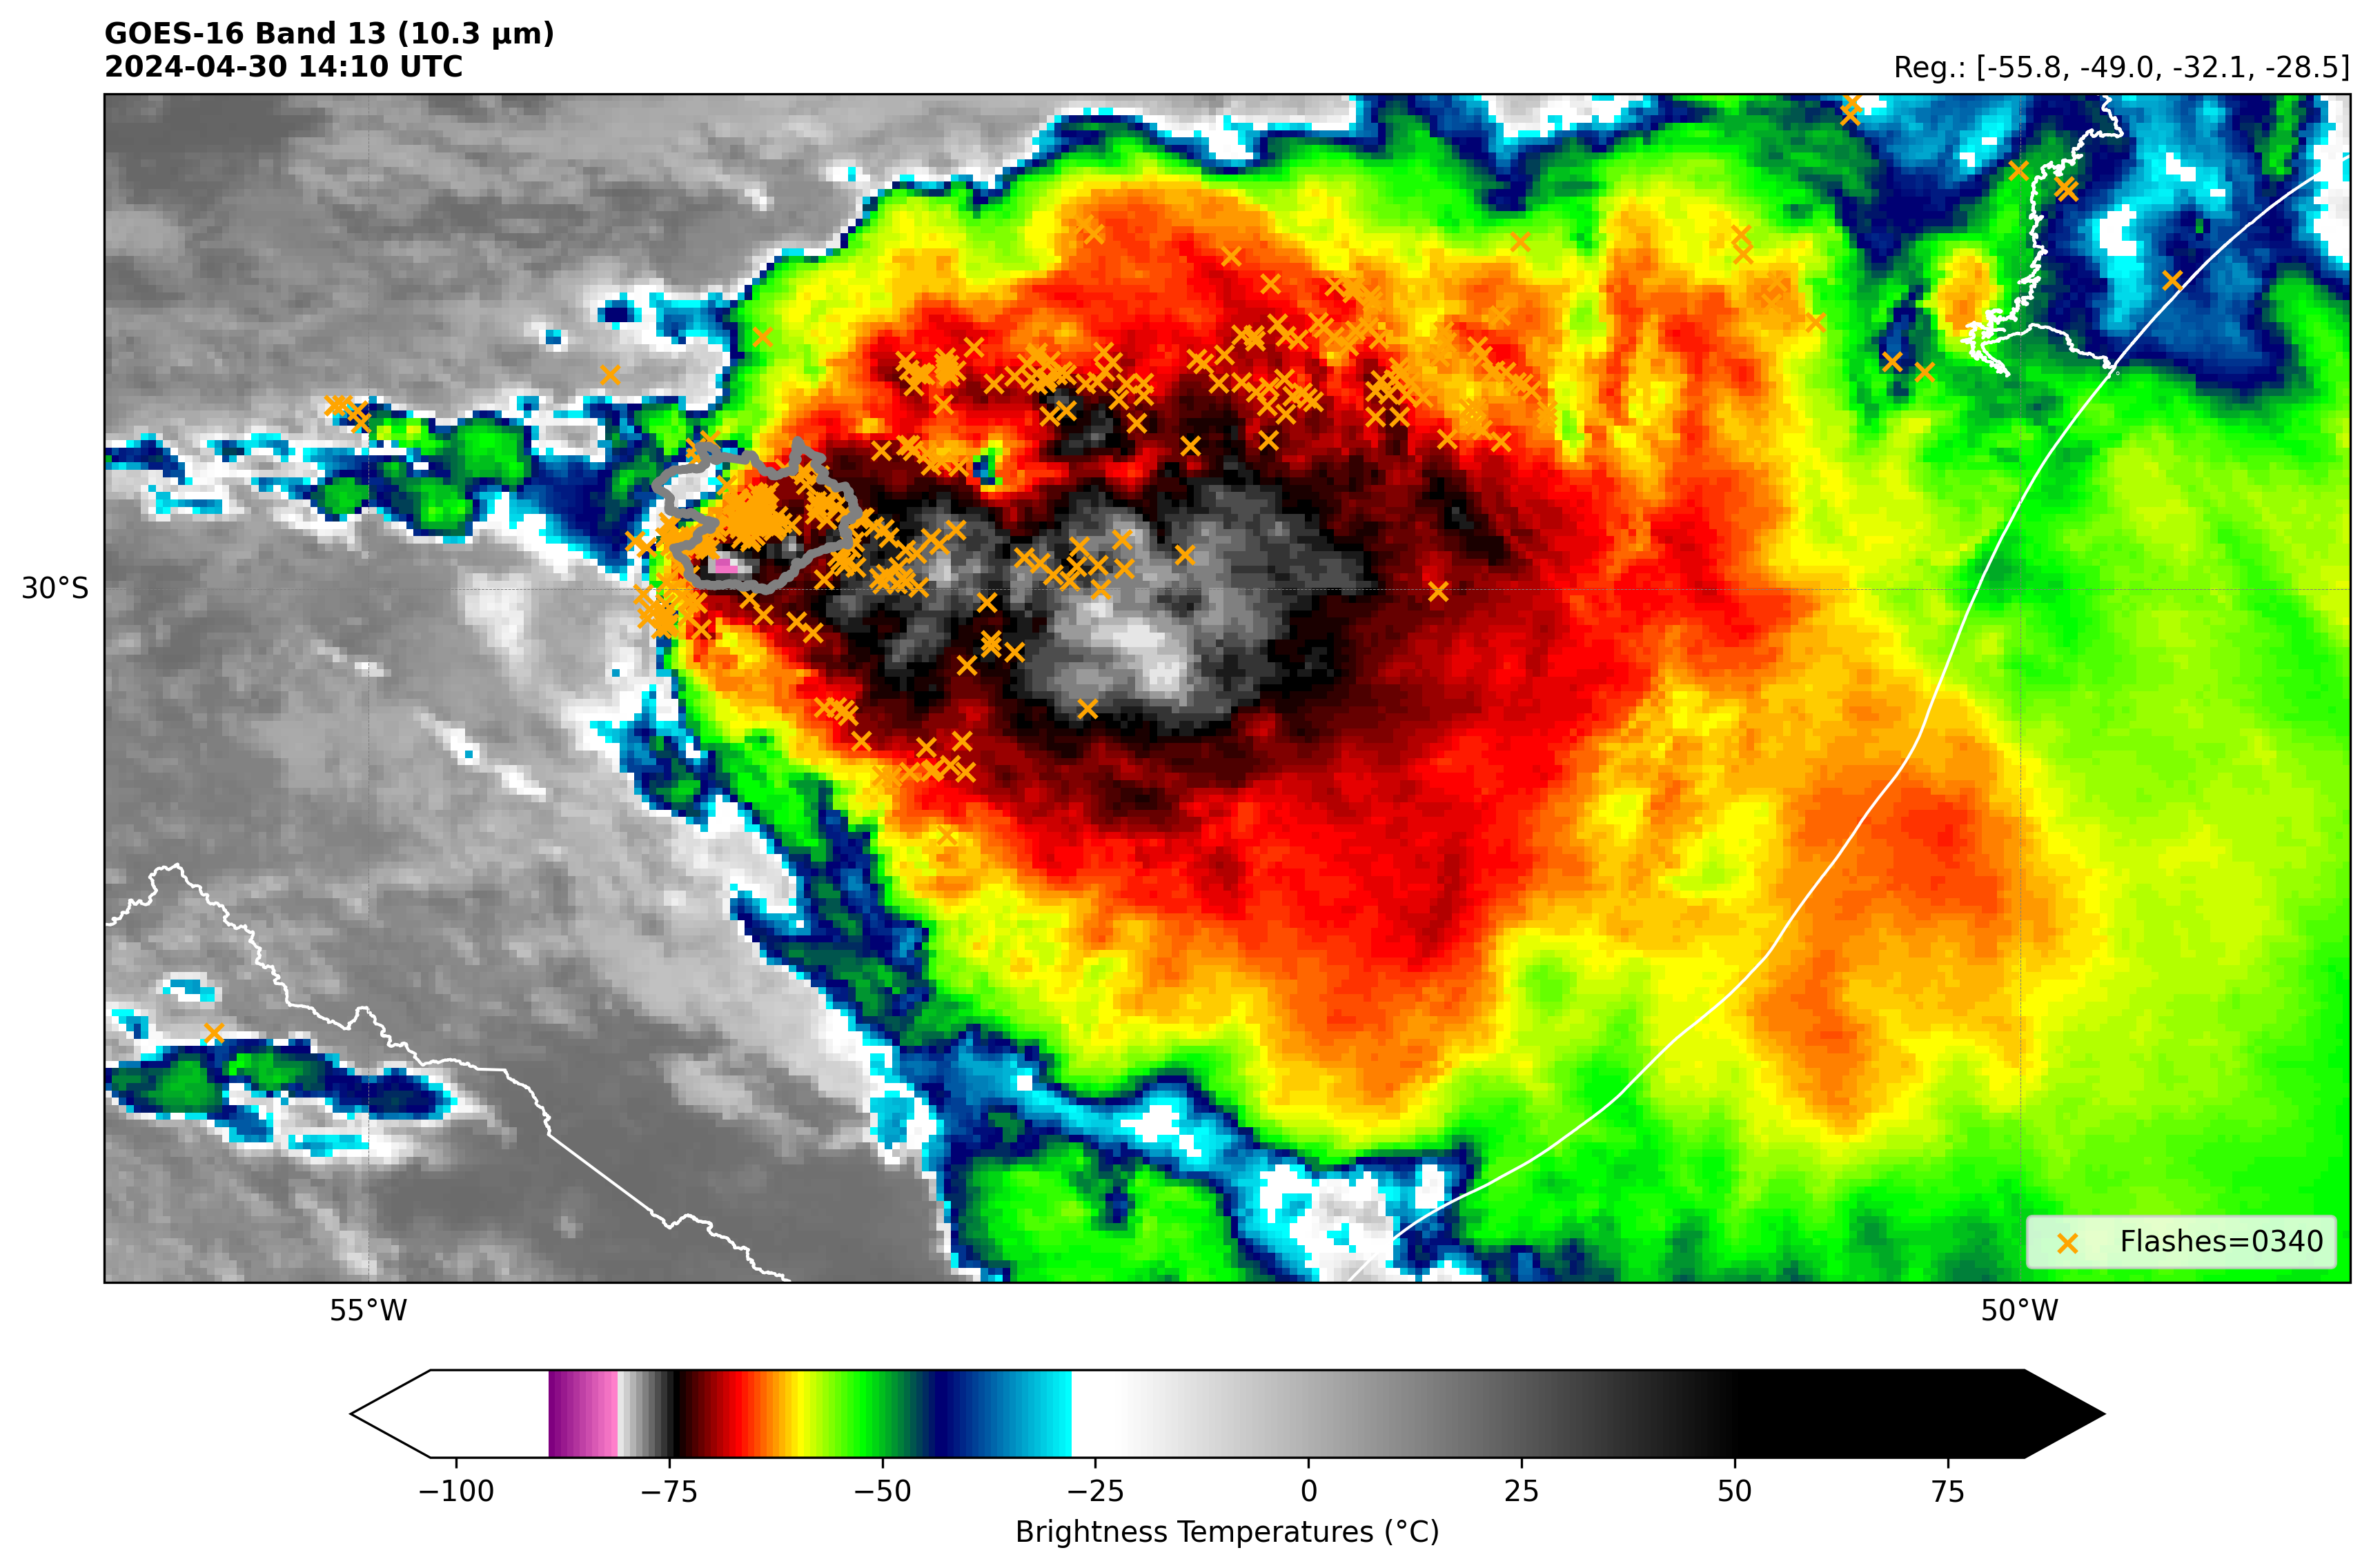 GOES-16 Band 13 (10.3 µm)
2024-04-30 14:10 UTC
Reg.: [-55.8, -49.0, -32.1, -28.5]
30°S
Flashes=0340
55°W
50°W
−100
−75
−50
−25
0
25
50
75
Brightness Temperatures (°C)